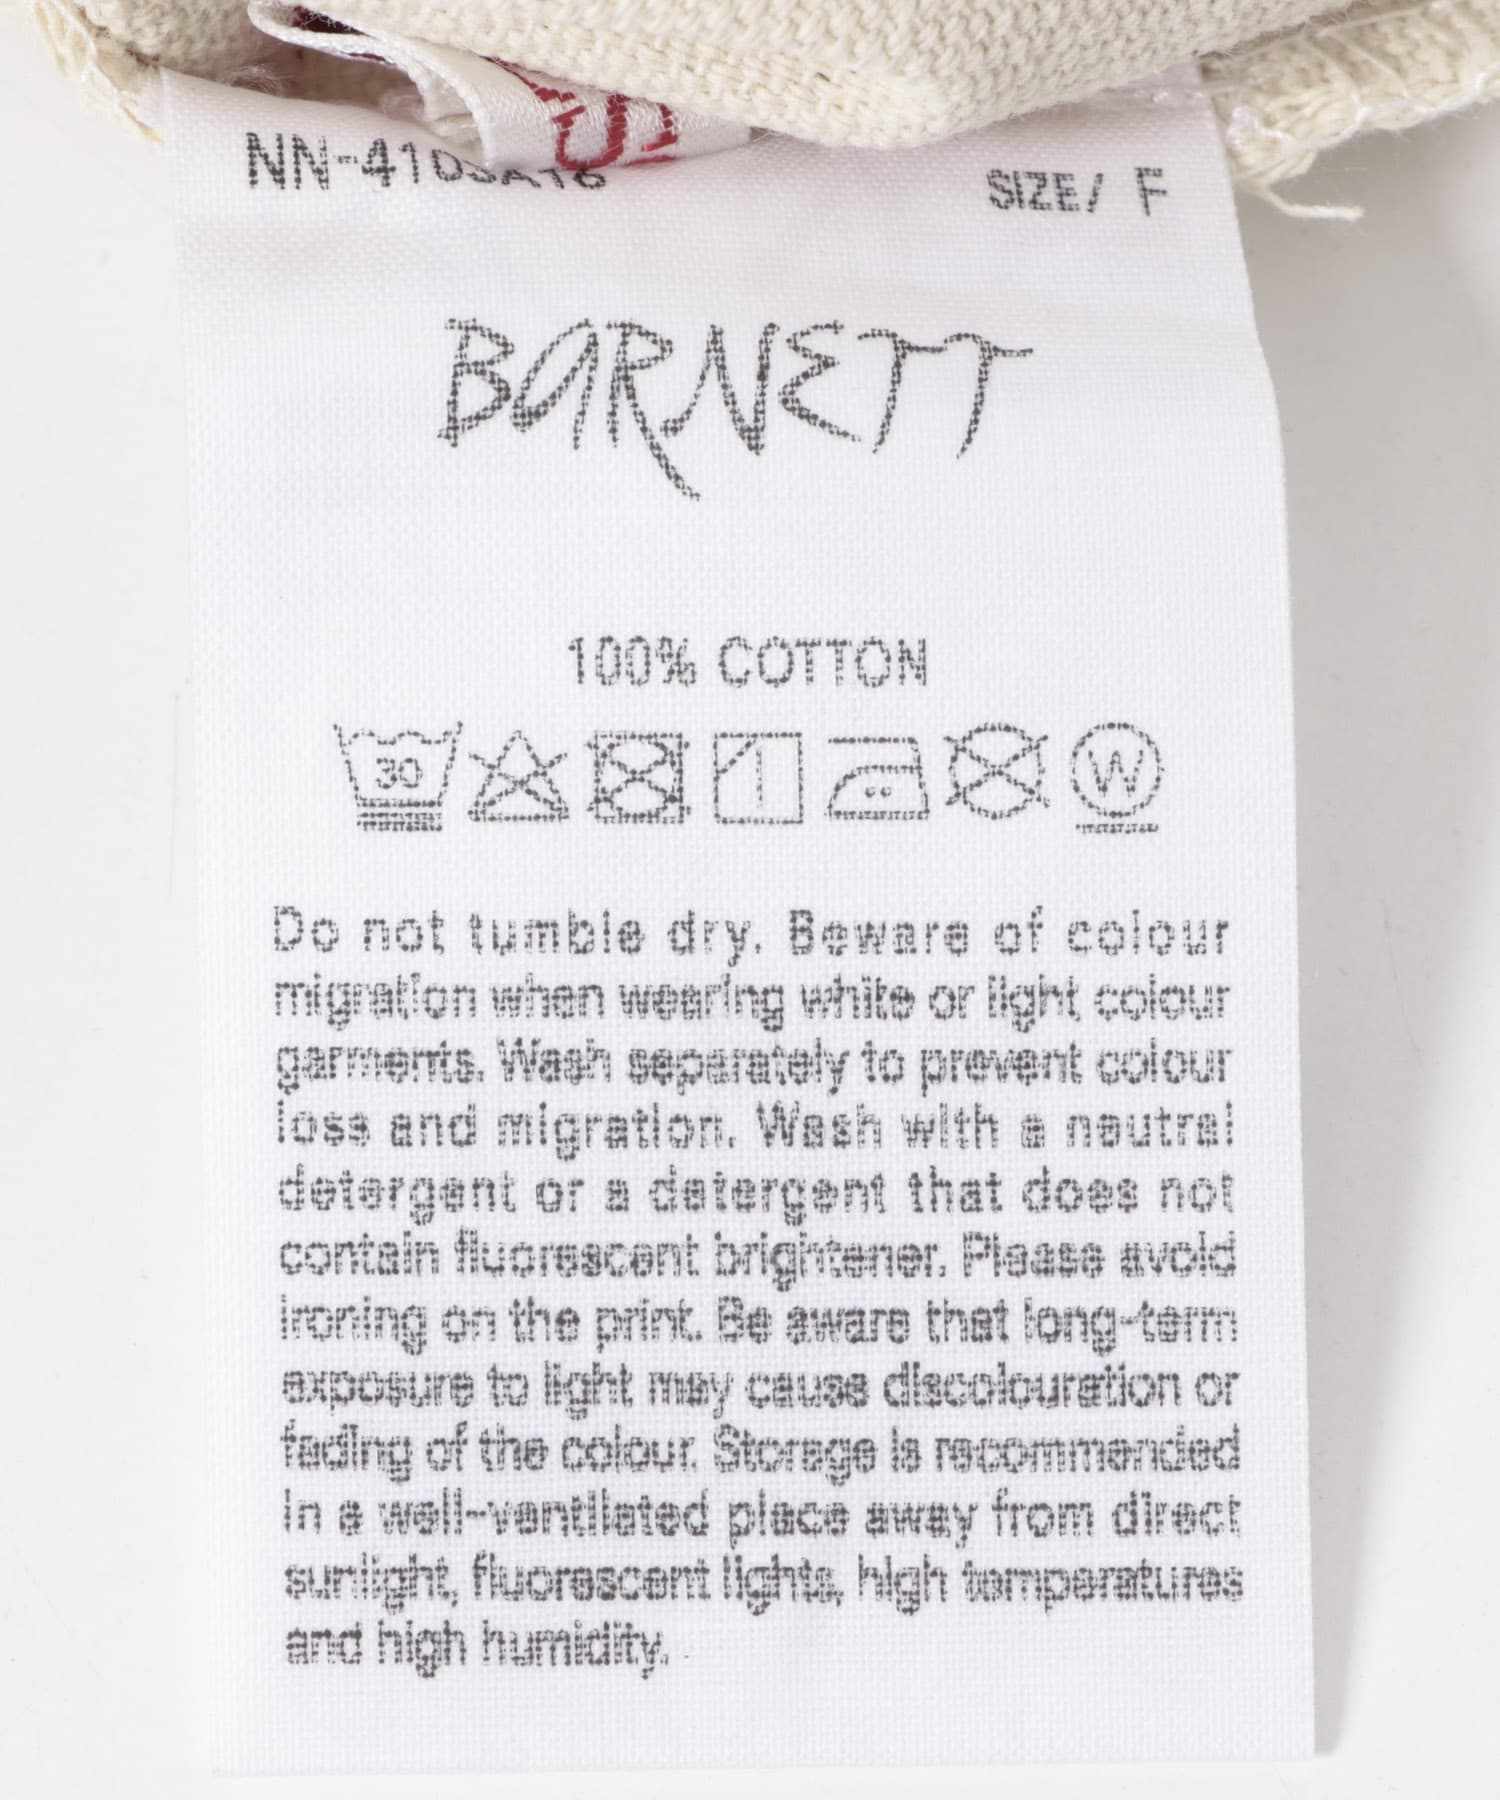 SIZE/ F
BARNETT
100% COTTON
30
W
Do not tumble dry. Beware of colour
migration when wearing white or light colour
garments. Wash separately to prevent colour
loss and migration. Wash with a neutral
detergent or a detergent that does not
contain fluorescent brightener. Please avoid
ironing on the print. Be aware that long-term
exposure to light may cause discolouration or
fading of the colour. Storage is recommended
in a well-ventilated place away from direct
sunlight, fluorescent lights, high temperatures
and high humidity.